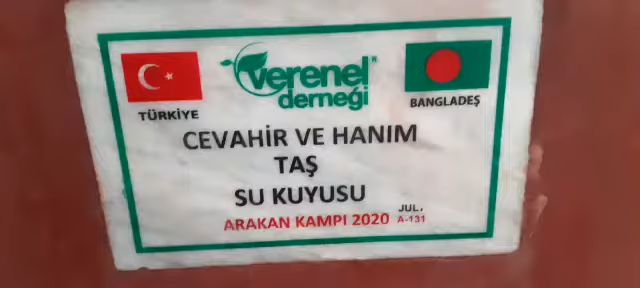 verenel
derneği
TÜRKİYE
BANGLADEŞ
CEVAHİR VE HANIM
TAŞ
SU KUYUSU
JUL.
ARAKAN KAMPI 2020 A-131